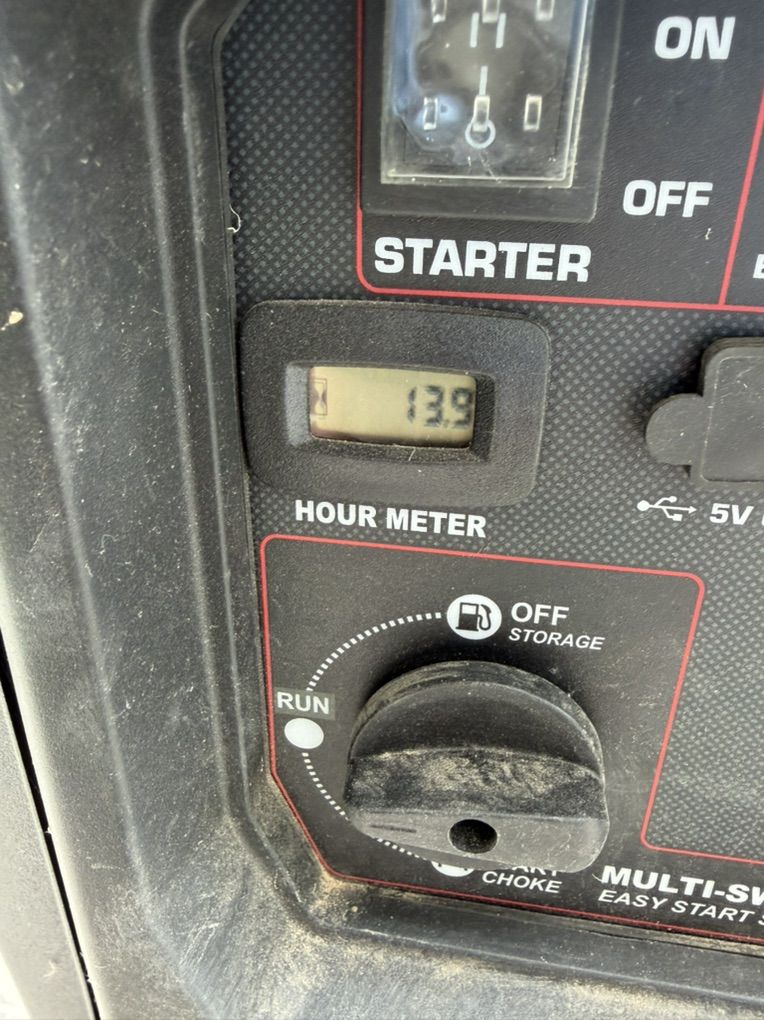 ON
OFF
STARTER
13.9
HOUR METER
5V
OFF
STORAGE
RUN
CHOKE
MULTI-SW
EASY START S